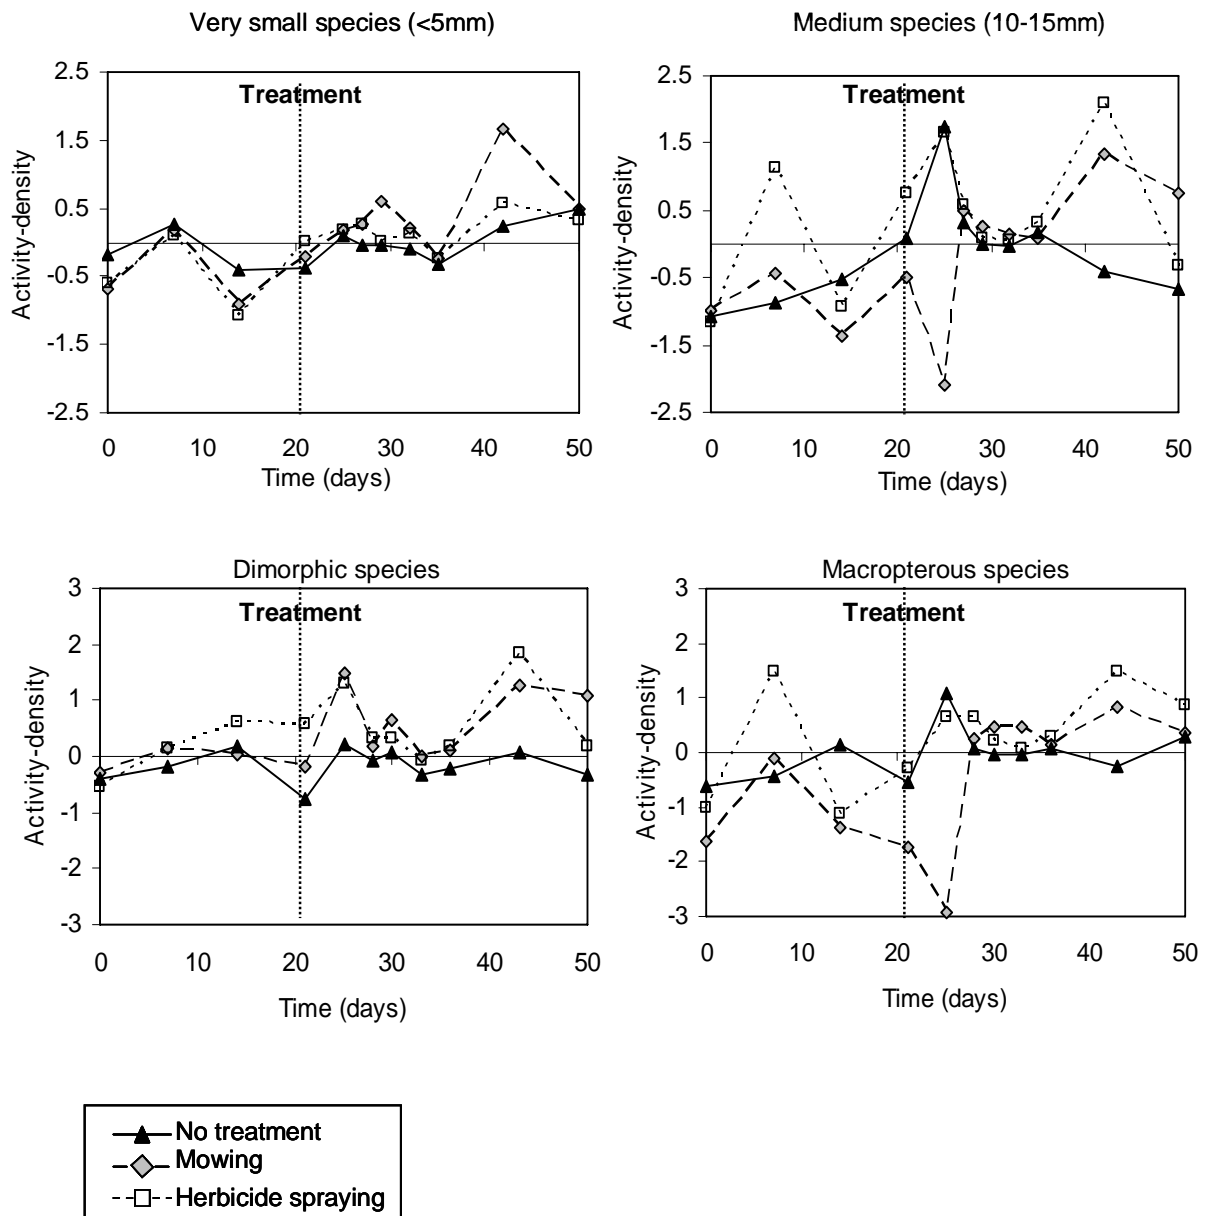 Very small species (<5mm)
Medium species (10-15mm)
2.5
1.5
0.5
-0.5
-1.5
-2.5
Activity-density
Treatment
0 10 20 30 40 50
Time (days)
2.5
1.5
0.5
-0.5
-1.5
-2.5
Activity-density
Treatment
0 10 20 30 40 50
Time (days)
Dimorphic species
3
2
1
0
-1
-2
-3
Activity-density
Treatment
0 10 20 30 40 50
Time (days)
Macropterous species
3
2
1
0
-1
-2
-3
Activity-density
Treatment
0 10 20 30 40 50
Time (days)
No treatment
Mowing
Herbicide spraying